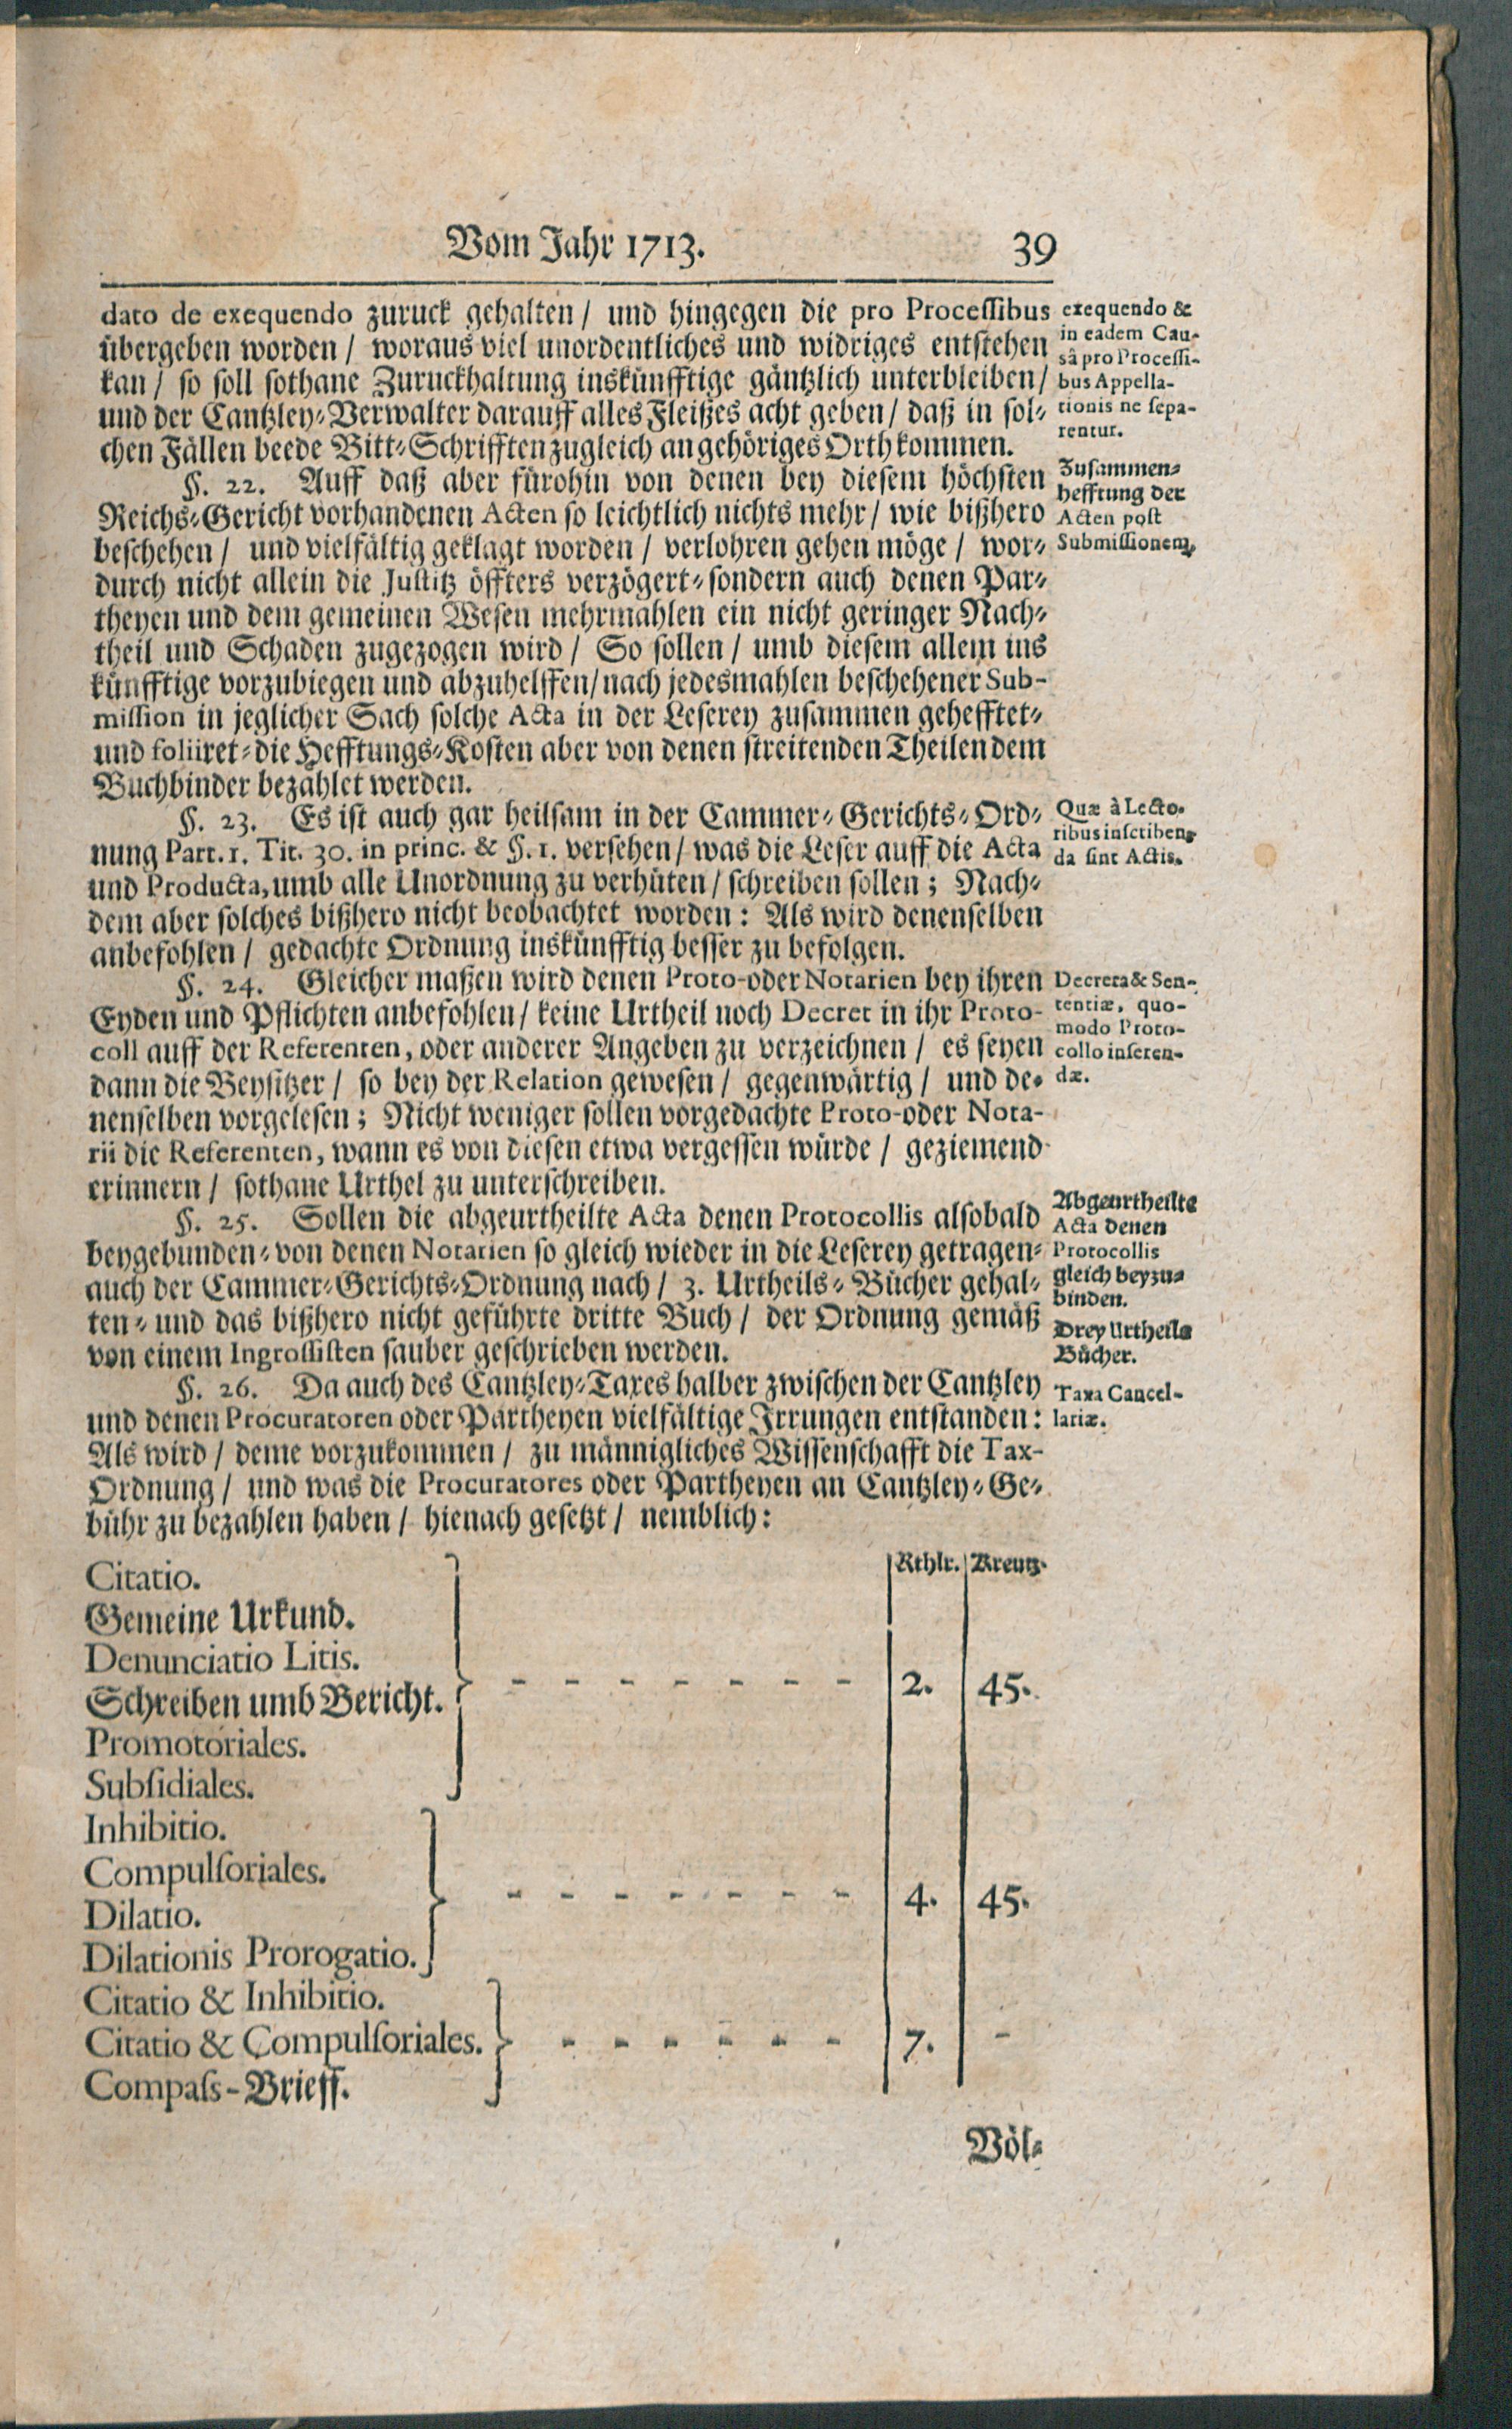 Vom Jahr 1713. 39
dato de exequendo zuruck gehalten / und hingegen die pro Processibus
übergeben worden / woraus viel unordentliches und widriges entstehen
kan / so soll sothane Zuruckhaltung inskünfftige gäntzlich unterbleiben /
und der Cantzley-Verwalter darauff alles Fleißes acht geben / daß in sol-
chen Fällen beede Bitt-Schrifften zugleich an gehöriges Orth kommen.
exequendo &
in eadem Cau-
sâ pro Processi-
bus Appella-
tionis ne sepa-
rentur.
§. 22. Auff daß aber fürohin von denen bey diesem höchsten
Reichs-Gericht vorhandenen Acten so leichtlich nichts mehr / wie bißhero
beschehen / und vielfältig geklagt worden / verlohren gehen möge / wor-
durch nicht allein die Justitz öffters verzögert- sondern auch denen Par-
theyen und dem gemeinen Wesen mehrmahlen ein nicht geringer Nach-
theil und Schaden zugezogen wird / So sollen / umb diesem allem ins
künfftige vorzubiegen und abzuhelffen / nach jedesmahlen beschehener Sub-
mission in jeglicher Sach solche Acta in der Leserey zusammen gehefftet-
und foliiret- die Hefftungs-Kosten aber von denen streitenden Theilen dem
Buchbinder bezahlet werden.
Zusammen-
hefftung der
Acten post
Submissionem.
§. 23. Es ist auch gar heilsam in der Cammer-Gerichts-Ord-
nung Part. 1. Tit. 30. in princ. & §. 1. versehen / was die Leser auff die Acta
und Producta, umb alle Unordnung zu verhüten / schreiben sollen; Nach-
dem aber solches bißhero nicht beobachtet worden: Als wird denenselben
anbefohlen / gedachte Ordnung inskünfftig besser zu befolgen.
Quæ à Lecto-
ribus inscriben-
da sint Actis.
§. 24. Gleicher maßen wird denen Proto- oder Notarien bey ihren
Eyden und Pflichten anbefohlen / keine Urtheil noch Decret in ihr Proto-
coll auff der Referenten, oder anderer Angeben zu verzeichnen / es seyen
dann die Beysitzer / so bey der Relation gewesen / gegenwärtig / und de-
nenselben vorgelesen; Nicht weniger sollen vorgedachte Proto- oder Nota-
rii die Referenten, wann es von diesen etwa vergessen würde / geziemend
erinnern / sothane Urthel zu unterschreiben.
Decreta & Sen-
tentiæ, quo-
modo Proto-
collo inseren-
dæ.
§. 25. Sollen die abgeurtheilte Acta denen Protocollis alsobald
beygebunden- von denen Notarien so gleich wieder in die Leserey getragen-
auch der Cammer-Gerichts-Ordnung nach / 3. Urtheils-Bücher gehal-
ten- und das bißhero nicht geführte dritte Buch / der Ordnung gemäß
von einem Ingrossisten sauber geschrieben werden.
Abgeurtheilte
Acta denen
Protocollis
gleich beyzu-
binden.
Drey Urtheils
Bücher.
§. 26. Da auch des Cantzley-Taxes halber zwischen der Cantzley
und denen Procuratoren oder Partheyen vielfältige Irrungen entstanden:
Als wird / deme vorzukommen / zu männigliches Wissenschafft die Tax-
Ordnung / und was die Procuratores oder Partheyen an Cantzley-Ge-
bühr zu bezahlen haben / hienach gesetzt / nemblich:
Taxa Cancel-
lariæ.
Rthlr. Kreutz.
Citatio.
Gemeine Urkund.
Denunciatio Litis.
Schreiben umb Bericht. - - - - - - - 2. 45.
Promotoriales.
Subsidiales.
Inhibitio.
Compulsoriales.
Dilatio. - - - - - - - 4. 45.
Dilationis Prorogatio.
Citatio & Inhibitio.
Citatio & Compulsoriales. - - - - - - 7. -
Compass-Brieff.
Völ-